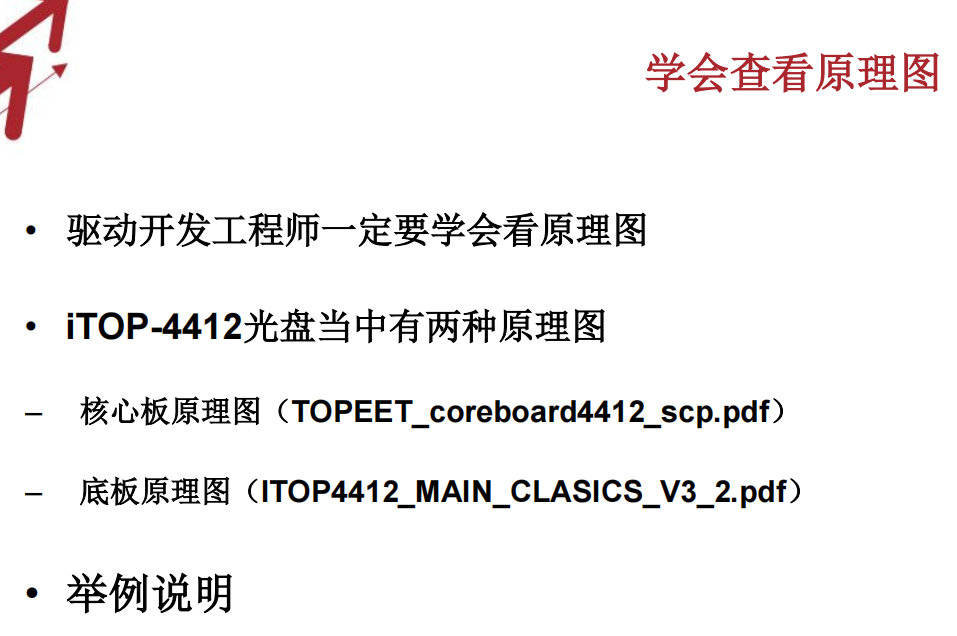 学会查看原理图
• 驱动开发工程师一定要学会看原理图
• iTOP-4412光盘当中有两种原理图
– 核心板原理图（TOPEET_coreboard4412_scp.pdf）
– 底板原理图（ITOP4412_MAIN_CLASICS_V3_2.pdf）
• 举例说明